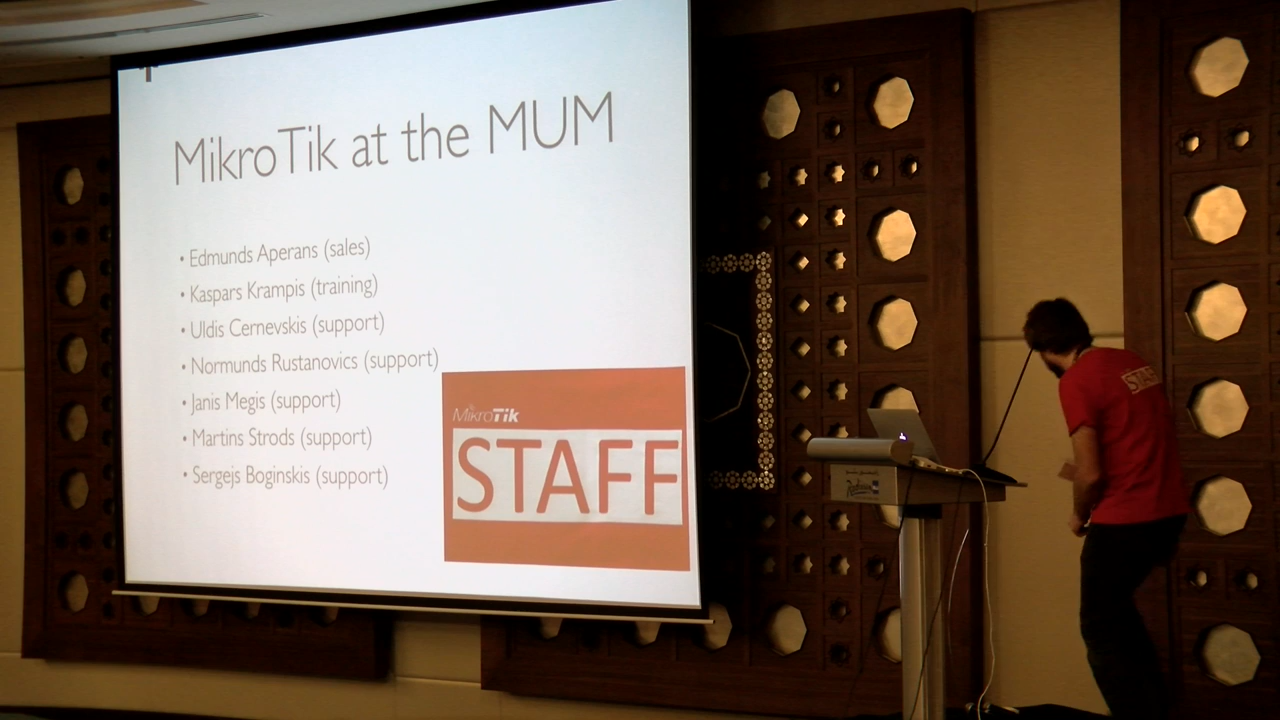 MikroTik at the MUM
• Edmunds Aperans (sales)
• Kaspars Krampis (training)
• Uldis Cernevskis (support)
• Normunds Rustanovics (support)
• Janis Megis (support)
• Martins Strods (support)
• Sergejs Boginskis (support)
MikroTik
STAFF
Radisson
STAFF